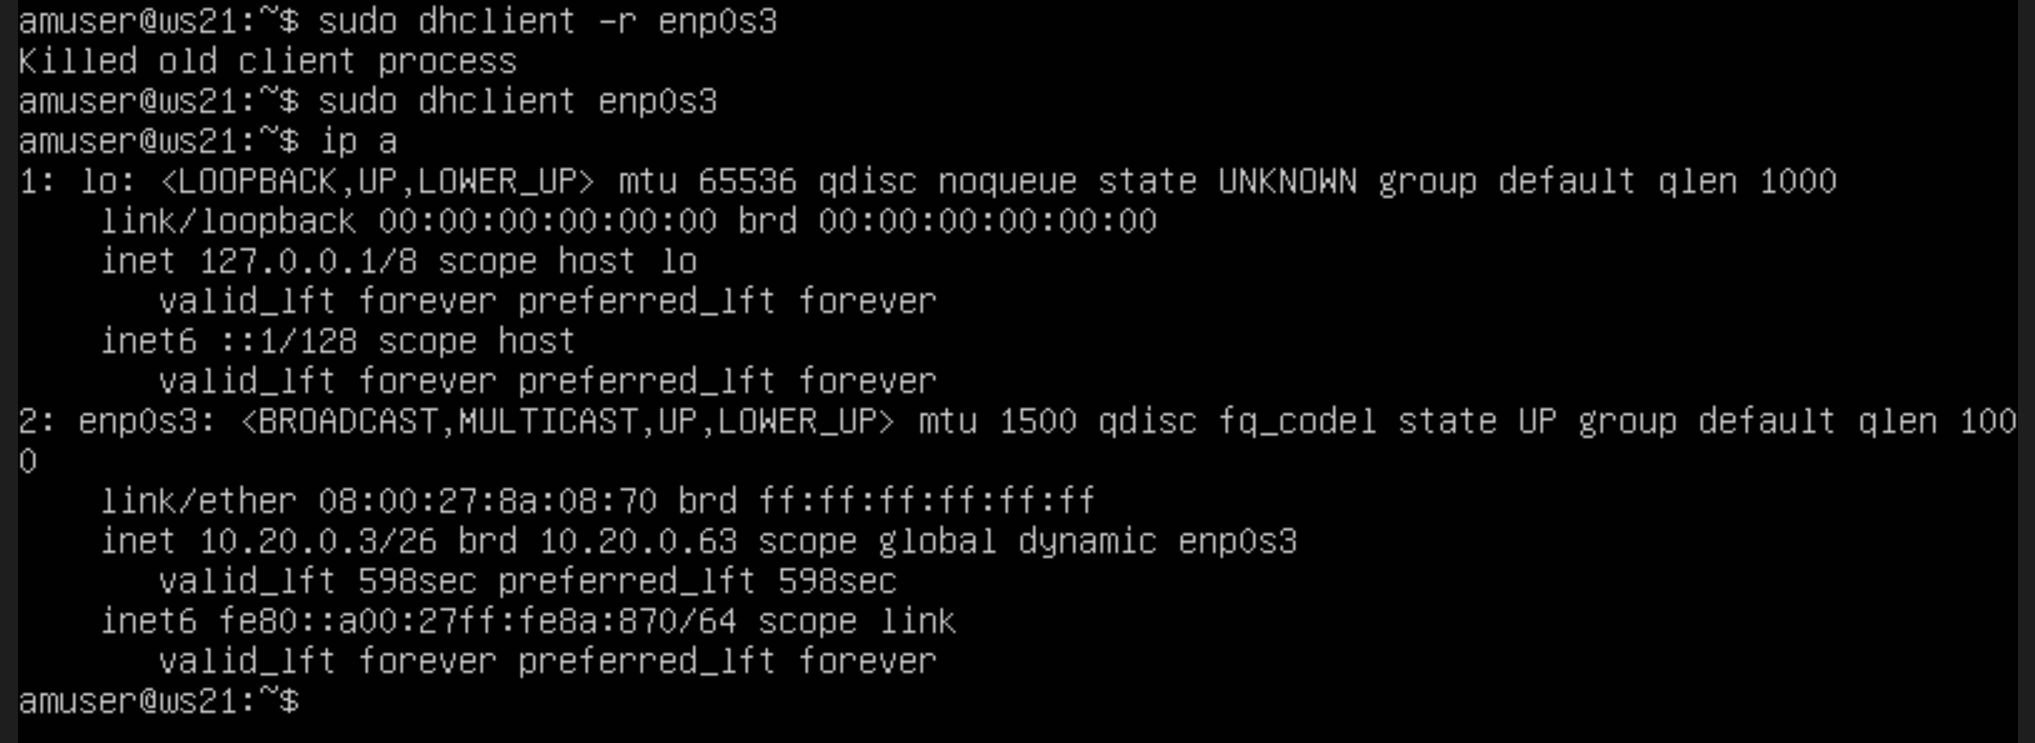 amuser@ws21:~$ sudo dhclient -r enp0s3
Killed old client process
amuser@ws21:~$ sudo dhclient enp0s3
amuser@ws21:~$ ip a
1: lo: <LOOPBACK,UP,LOWER_UP> mtu 65536 qdisc noqueue state UNKNOWN group default qlen 1000
    link/loopback 00:00:00:00:00:00 brd 00:00:00:00:00:00
    inet 127.0.0.1/8 scope host lo
       valid_lft forever preferred_lft forever
    inet6 ::1/128 scope host
       valid_lft forever preferred_lft forever
2: enp0s3: <BROADCAST,MULTICAST,UP,LOWER_UP> mtu 1500 qdisc fq_codel state UP group default qlen 100
0
    link/ether 08:00:27:8a:08:70 brd ff:ff:ff:ff:ff:ff
    inet 10.20.0.3/26 brd 10.20.0.63 scope global dynamic enp0s3
       valid_lft 598sec preferred_lft 598sec
    inet6 fe80::a00:27ff:fe8a:870/64 scope link
       valid_lft forever preferred_lft forever
amuser@ws21:~$